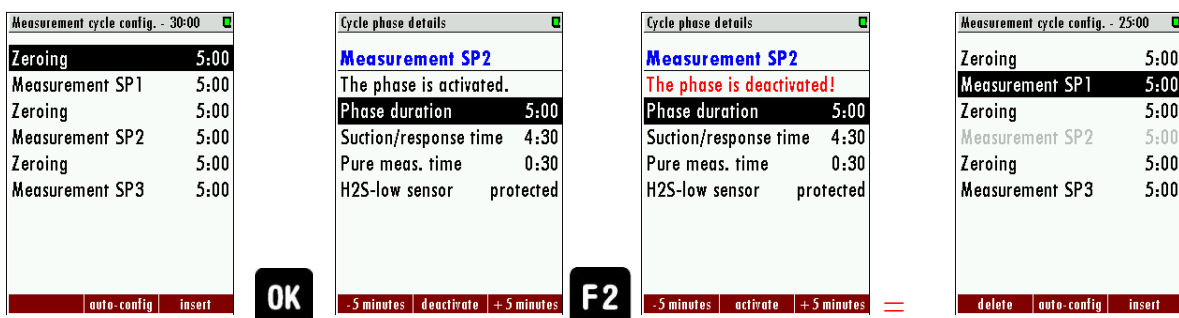 Measurement cycle config. - 30:00
Zeroing 5:00
Measurement SP1 5:00
Zeroing 5:00
Measurement SP2 5:00
Zeroing 5:00
Measurement SP3 5:00
auto-config insert
OK
Cycle phase details
Measurement SP2
The phase is activated.
Phase duration 5:00
Suction/response time 4:30
Pure meas. time 0:30
H2S-low sensor protected
-5 minutes deactivate +5 minutes
F2
Cycle phase details
Measurement SP2
The phase is deactivated!
Phase duration 5:00
Suction/response time 4:30
Pure meas. time 0:30
H2S-low sensor protected
-5 minutes activate +5 minutes
=
Measurement cycle config. - 25:00
Zeroing 5:00
Measurement SP1 5:00
Zeroing 5:00
Measurement SP2 5:00
Zeroing 5:00
Measurement SP3 5:00
delete auto-config insert